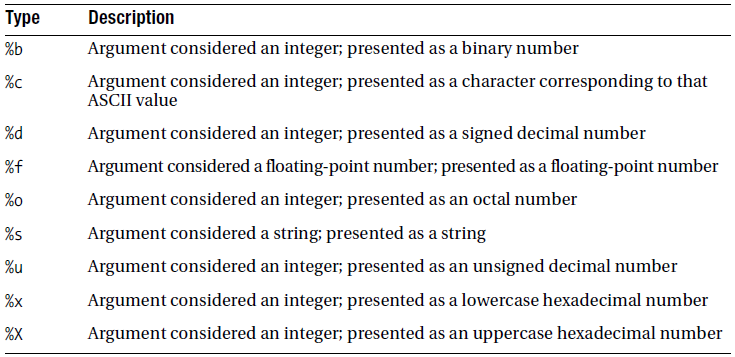 Type Description
%b Argument considered an integer; presented as a binary number
%c Argument considered an integer; presented as a character corresponding to that
ASCII value
%d Argument considered an integer; presented as a signed decimal number
%f Argument considered a floating-point number; presented as a floating-point number
%o Argument considered an integer; presented as an octal number
%s Argument considered a string; presented as a string
%u Argument considered an integer; presented as an unsigned decimal number
%x Argument considered an integer; presented as a lowercase hexadecimal number
%X Argument considered an integer; presented as an uppercase hexadecimal number